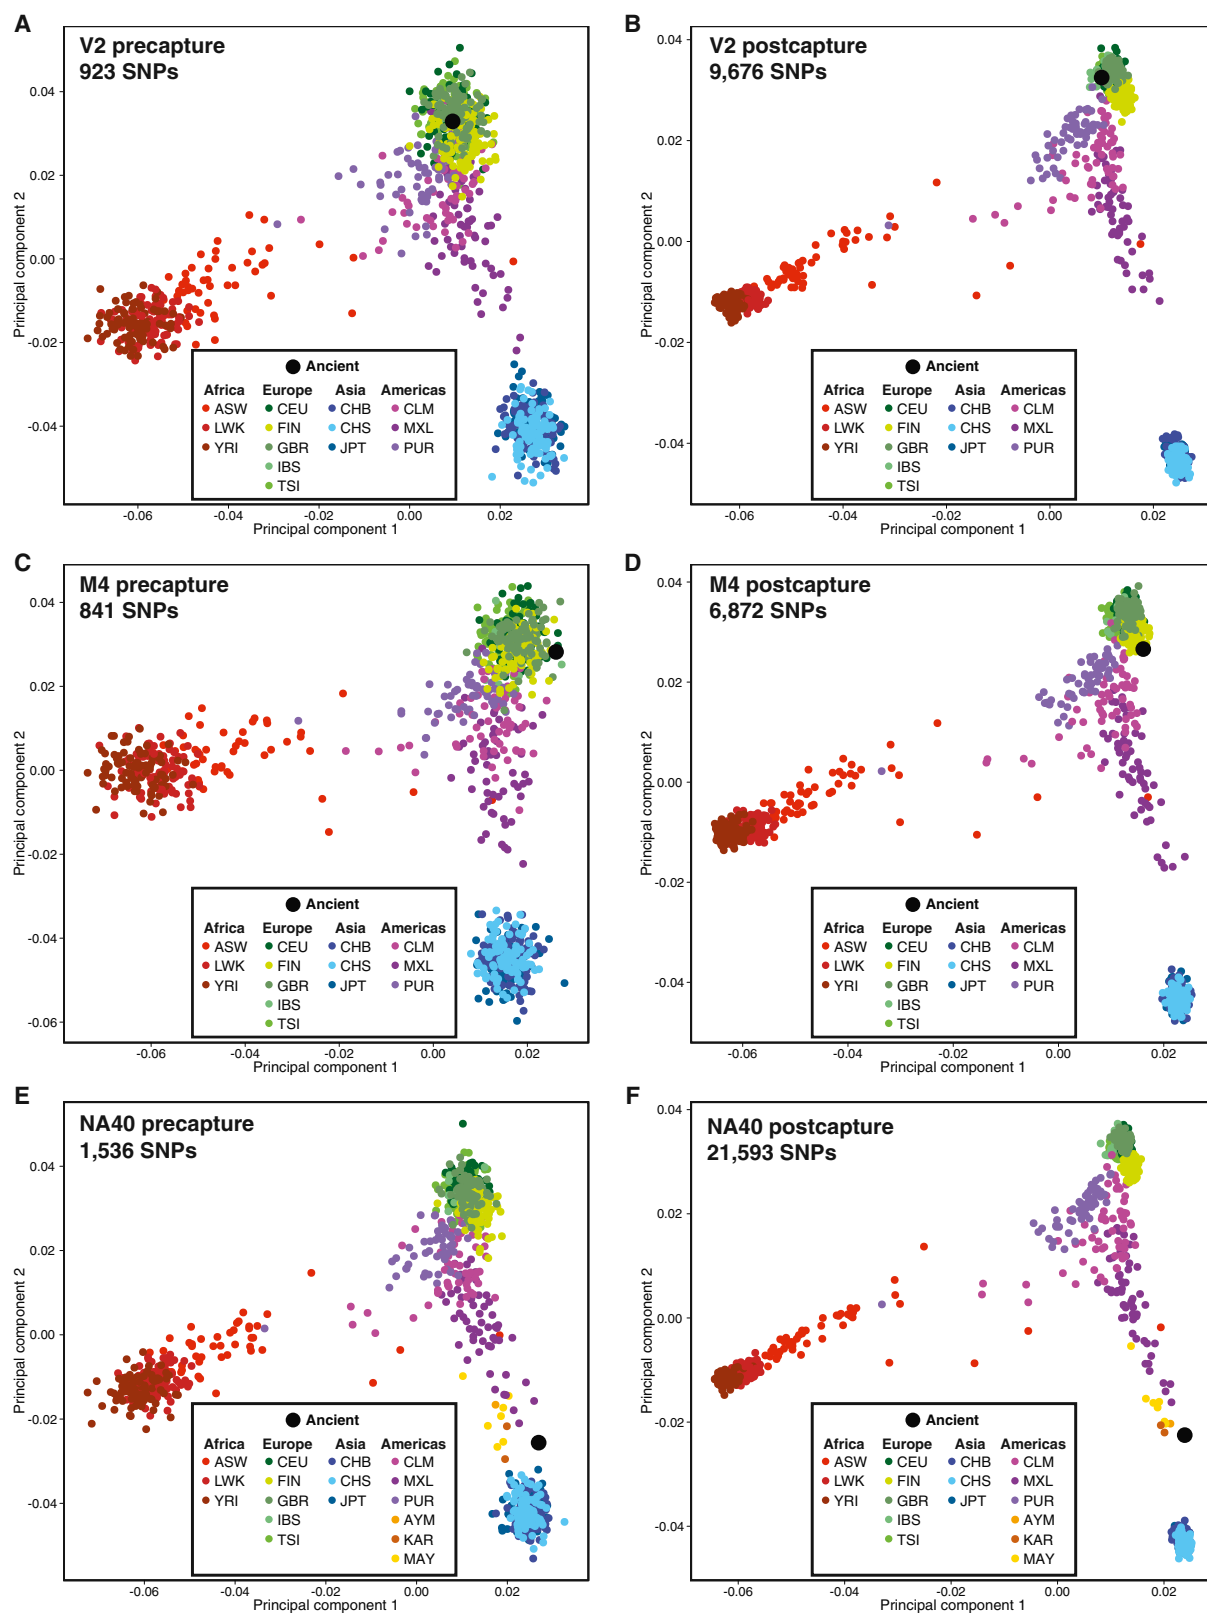 A
V2 precapture
923 SNPs
Principal component 2
0.04
0.02
0.00
-0.02
-0.04
Ancient
Africa Europe Asia Americas
ASW CEU CHB CLM
LWK FIN CHS MXL
YRI GBR JPT PUR
IBS
TSI
-0.06 -0.04 -0.02 0.00 0.02
Principal component 1
B
V2 postcapture
9,676 SNPs
Principal component 2
0.04
0.02
0.00
-0.02
-0.04
Ancient
Africa Europe Asia Americas
ASW CEU CHB CLM
LWK FIN CHS MXL
YRI GBR JPT PUR
IBS
TSI
-0.06 -0.04 -0.02 0.00 0.02
Principal component 1
C
M4 precapture
841 SNPs
Principal component 2
0.04
0.02
0.00
-0.02
-0.04
-0.06
Ancient
Africa Europe Asia Americas
ASW CEU CHB CLM
LWK FIN CHS MXL
YRI GBR JPT PUR
IBS
TSI
-0.06 -0.04 -0.02 0.00 0.02
Principal component 1
D
M4 postcapture
6,872 SNPs
Principal component 2
0.04
0.02
0.00
-0.02
-0.04
Ancient
Africa Europe Asia Americas
ASW CEU CHB CLM
LWK FIN CHS MXL
YRI GBR JPT PUR
IBS
TSI
-0.06 -0.04 -0.02 0.00 0.02
Principal component 1
E
NA40 precapture
1,536 SNPs
Principal component 2
0.04
0.02
0.00
-0.02
-0.04
Ancient
Africa Europe Asia Americas
ASW CEU CHB CLM
LWK FIN CHS MXL
YRI GBR JPT PUR
IBS AYM
TSI KAR
MAY
-0.06 -0.04 -0.02 0.00 0.02
Principal component 1
F
NA40 postcapture
21,593 SNPs
Principal component 2
0.04
0.02
0.00
-0.02
-0.04
Ancient
Africa Europe Asia Americas
ASW CEU CHB CLM
LWK FIN CHS MXL
YRI GBR JPT PUR
IBS AYM
TSI KAR
MAY
-0.06 -0.04 -0.02 0.00 0.02
Principal component 1